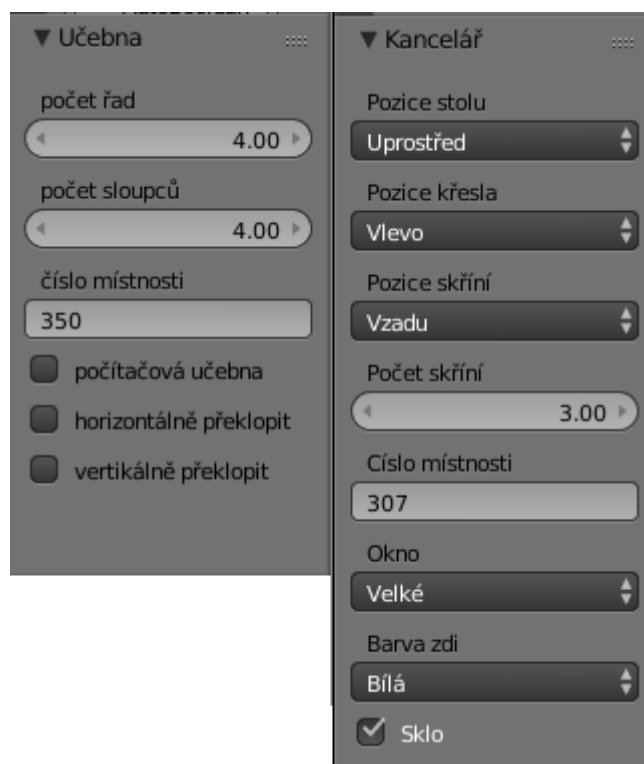 Učebna
počet řad
4.00
počet sloupců
4.00
číslo místnosti
350
počítačová učebna
horizontálně překlopit
vertikálně překlopit
Kancelář
Pozice stolu
Uprostřed
Pozice křesla
Vlevo
Pozice skříní
Vzadu
Počet skříní
3.00
Císlo místnosti
307
Okno
Velké
Barva zdi
Bílá
Sklo